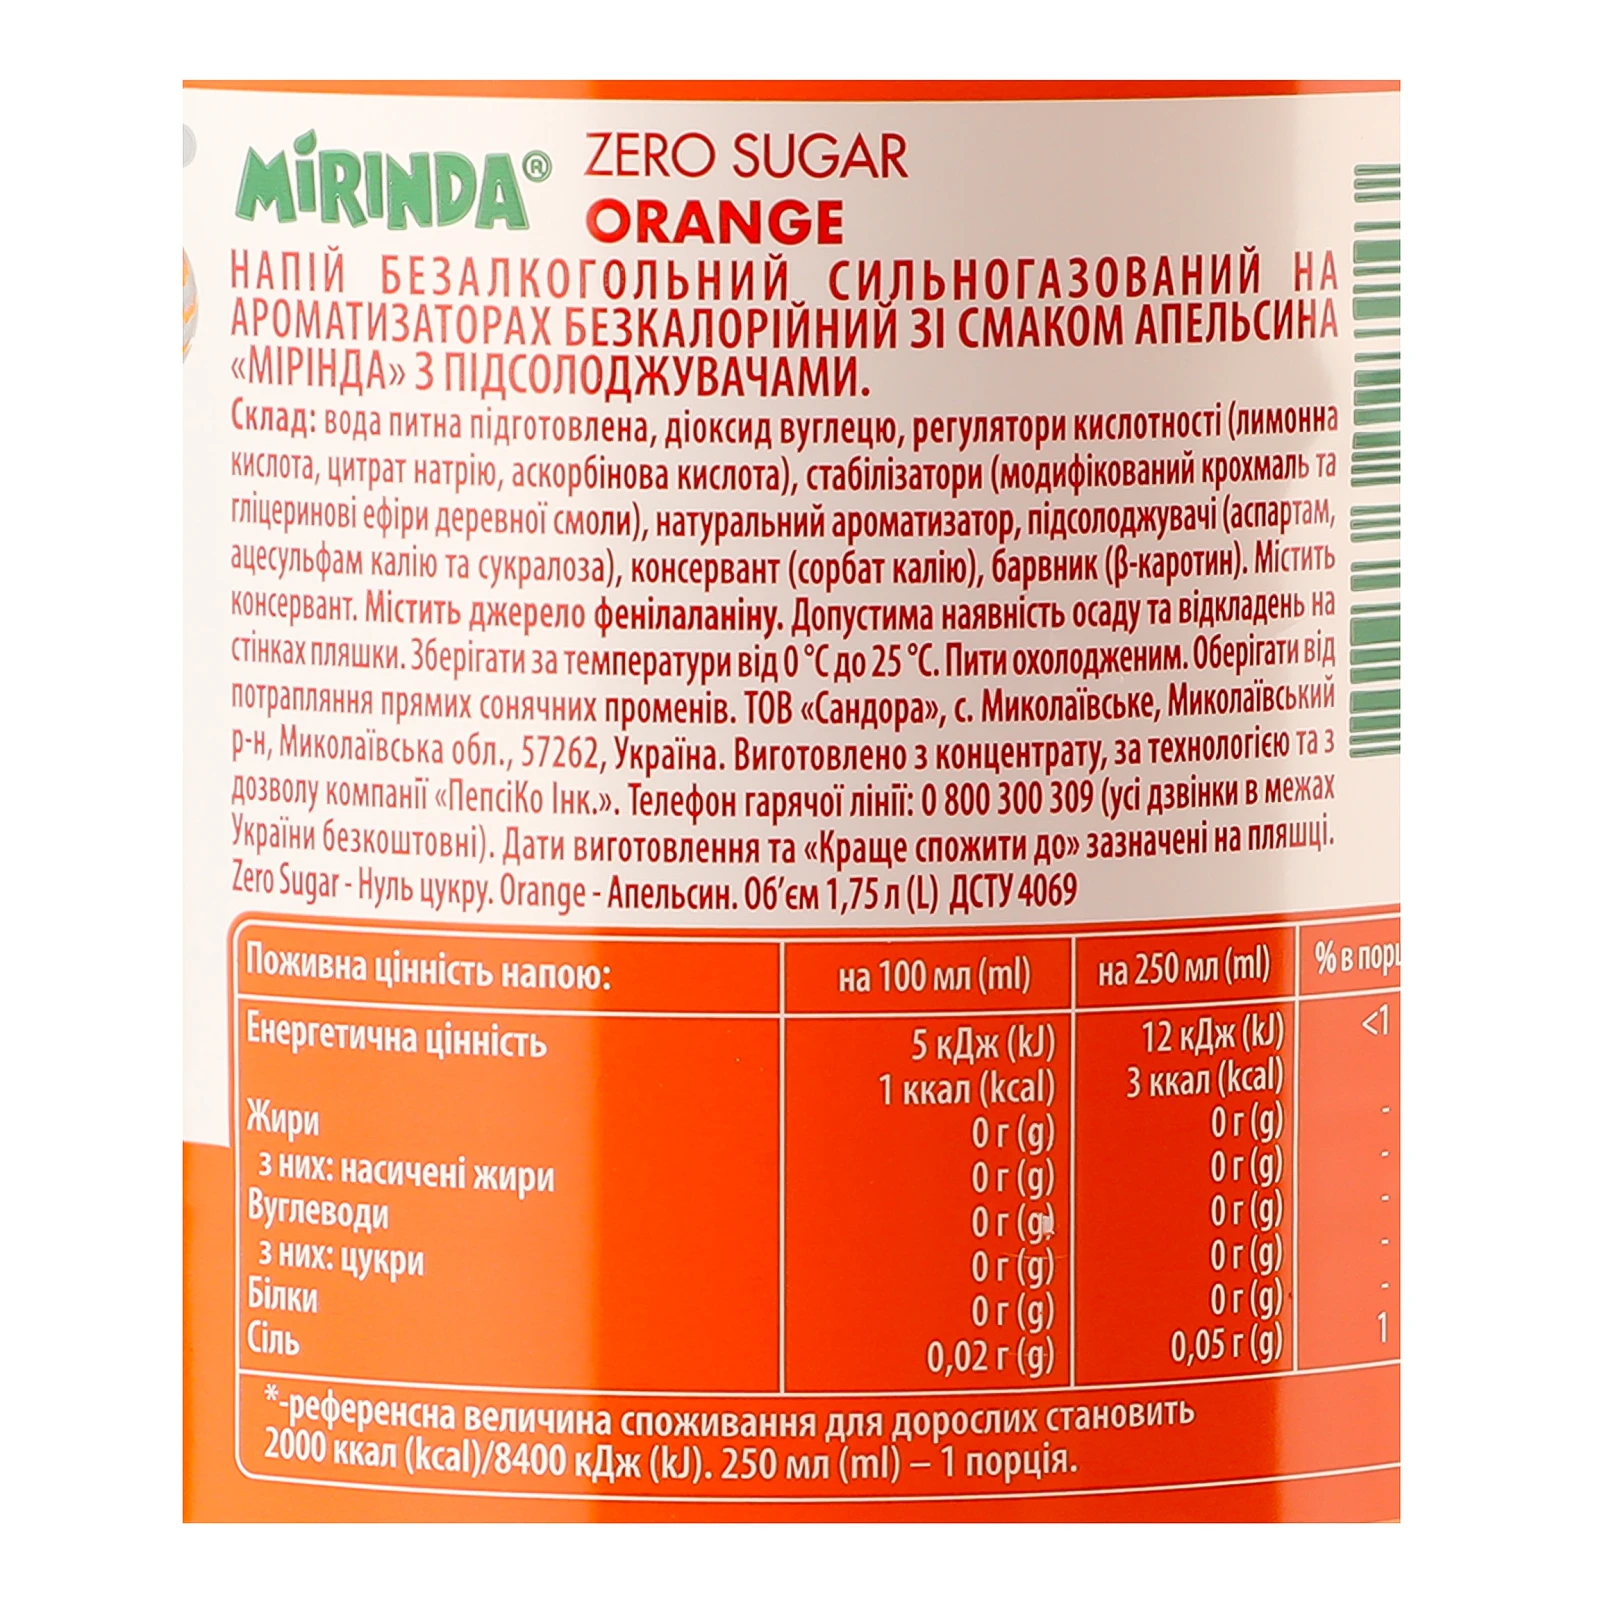 MiRINDA® ZERO SUGAR
ORANGE
НАПІЙ БЕЗАЛКОГОЛЬНИЙ СИЛЬНОГАЗОВАНИЙ НА
АРОМАТИЗАТОРАХ БЕЗКАЛОРІЙНИЙ ЗІ СМАКОМ АПЕЛЬСИНА
«МІРІНДА» З ПІДСОЛОДЖУВАЧАМИ.
Склад: вода питна підготовлена, діоксид вуглецю, регулятори кислотності (лимонна
кислота, цитрат натрію, аскорбінова кислота), стабілізатори (модифікований крохмаль та
гліцеринові ефіри деревної смоли), натуральний ароматизатор, підсолоджувачі (аспартам,
ацесульфам калію та сукралоза), консервант (сорбат калію), барвник (β-каротин). Містить
консервант. Містить джерело фенілаланіну. Допустима наявність осаду та відкладень на
стінках пляшки. Зберігати за температури від 0 °С до 25 °С. Пити охолодженим. Оберігати від
потрапляння прямих сонячних променів. ТОВ «Сандора», с. Миколаївське, Миколаївський
р-н, Миколаївська обл., 57262, Україна. Виготовлено з концентрату, за технологією та з
дозволу компанії «ПепсіКо Інк.». Телефон гарячої лінії: 0 800 300 309 (усі дзвінки в межах
України безкоштовні). Дати виготовлення та «Краще спожити до» зазначені на пляшці.
Zero Sugar - Нуль цукру. Orange - Апельсин. Об’єм 1,75 л (L) ДСТУ 4069
Поживна цінність напою: на 100 мл (ml) на 250 мл (ml) % в
Енергетична цінність 5 кДж (kJ) 12 кДж (kJ) <1
1 ккал (kcal) 3 ккал (kcal)
Жири 0 г (g) 0 г (g) -
з них: насичені жири 0 г (g) 0 г (g) -
Вуглеводи 0 г (g) 0 г (g) -
з них: цукри 0 г (g) 0 г (g) -
Білки 0 г (g) 0 г (g) -
Сіль 0,02 г (g) 0,05 г (g) 1
*-референсна величина споживання для дорослих становить
2000 ккал (kcal)/8400 кДж (kJ). 250 мл (ml) – 1 порція.